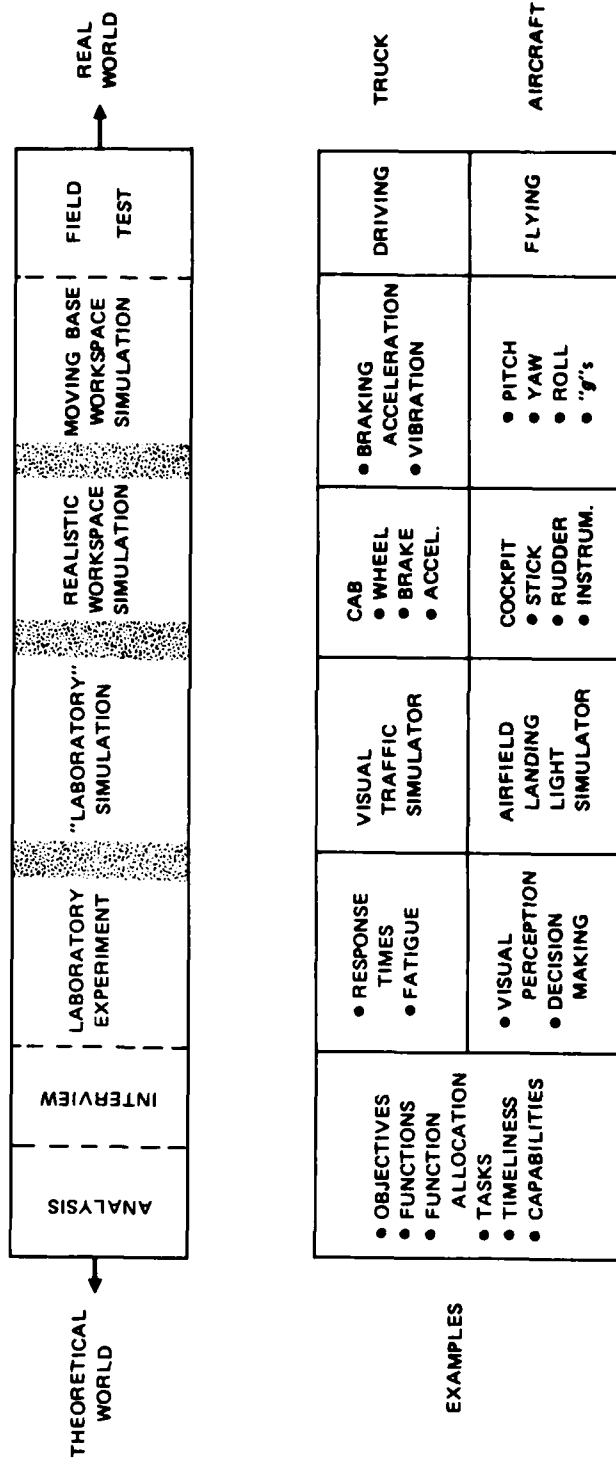 THEORETICAL
WORLD
ANALYSIS
INTERVIEW
LABORATORY
EXPERIMENT
"LABORATORY"
SIMULATION
REALISTIC
WORKSPACE
SIMULATION
MOVING BASE
WORKSPACE
SIMULATION
FIELD
TEST
REAL
WORLD
EXAMPLES
● OBJECTIVES
● FUNCTIONS
● FUNCTION
ALLOCATION
● TASKS
● TIMELINESS
● CAPABILITIES
● RESPONSE
TIMES
● FATIGUE
VISUAL
TRAFFIC
SIMULATOR
CAB
● WHEEL
● BRAKE
● ACCEL.
● BRAKING
ACCELERATION
● VIBRATION
DRIVING
TRUCK
● VISUAL
PERCEPTION
● DECISION
MAKING
AIRFIELD
LANDING
LIGHT
SIMULATOR
COCKPIT
● STICK
● RUDDER
● INSTRUM.
● PITCH
● YAW
● ROLL
● "g"s
FLYING
AIRCRAFT